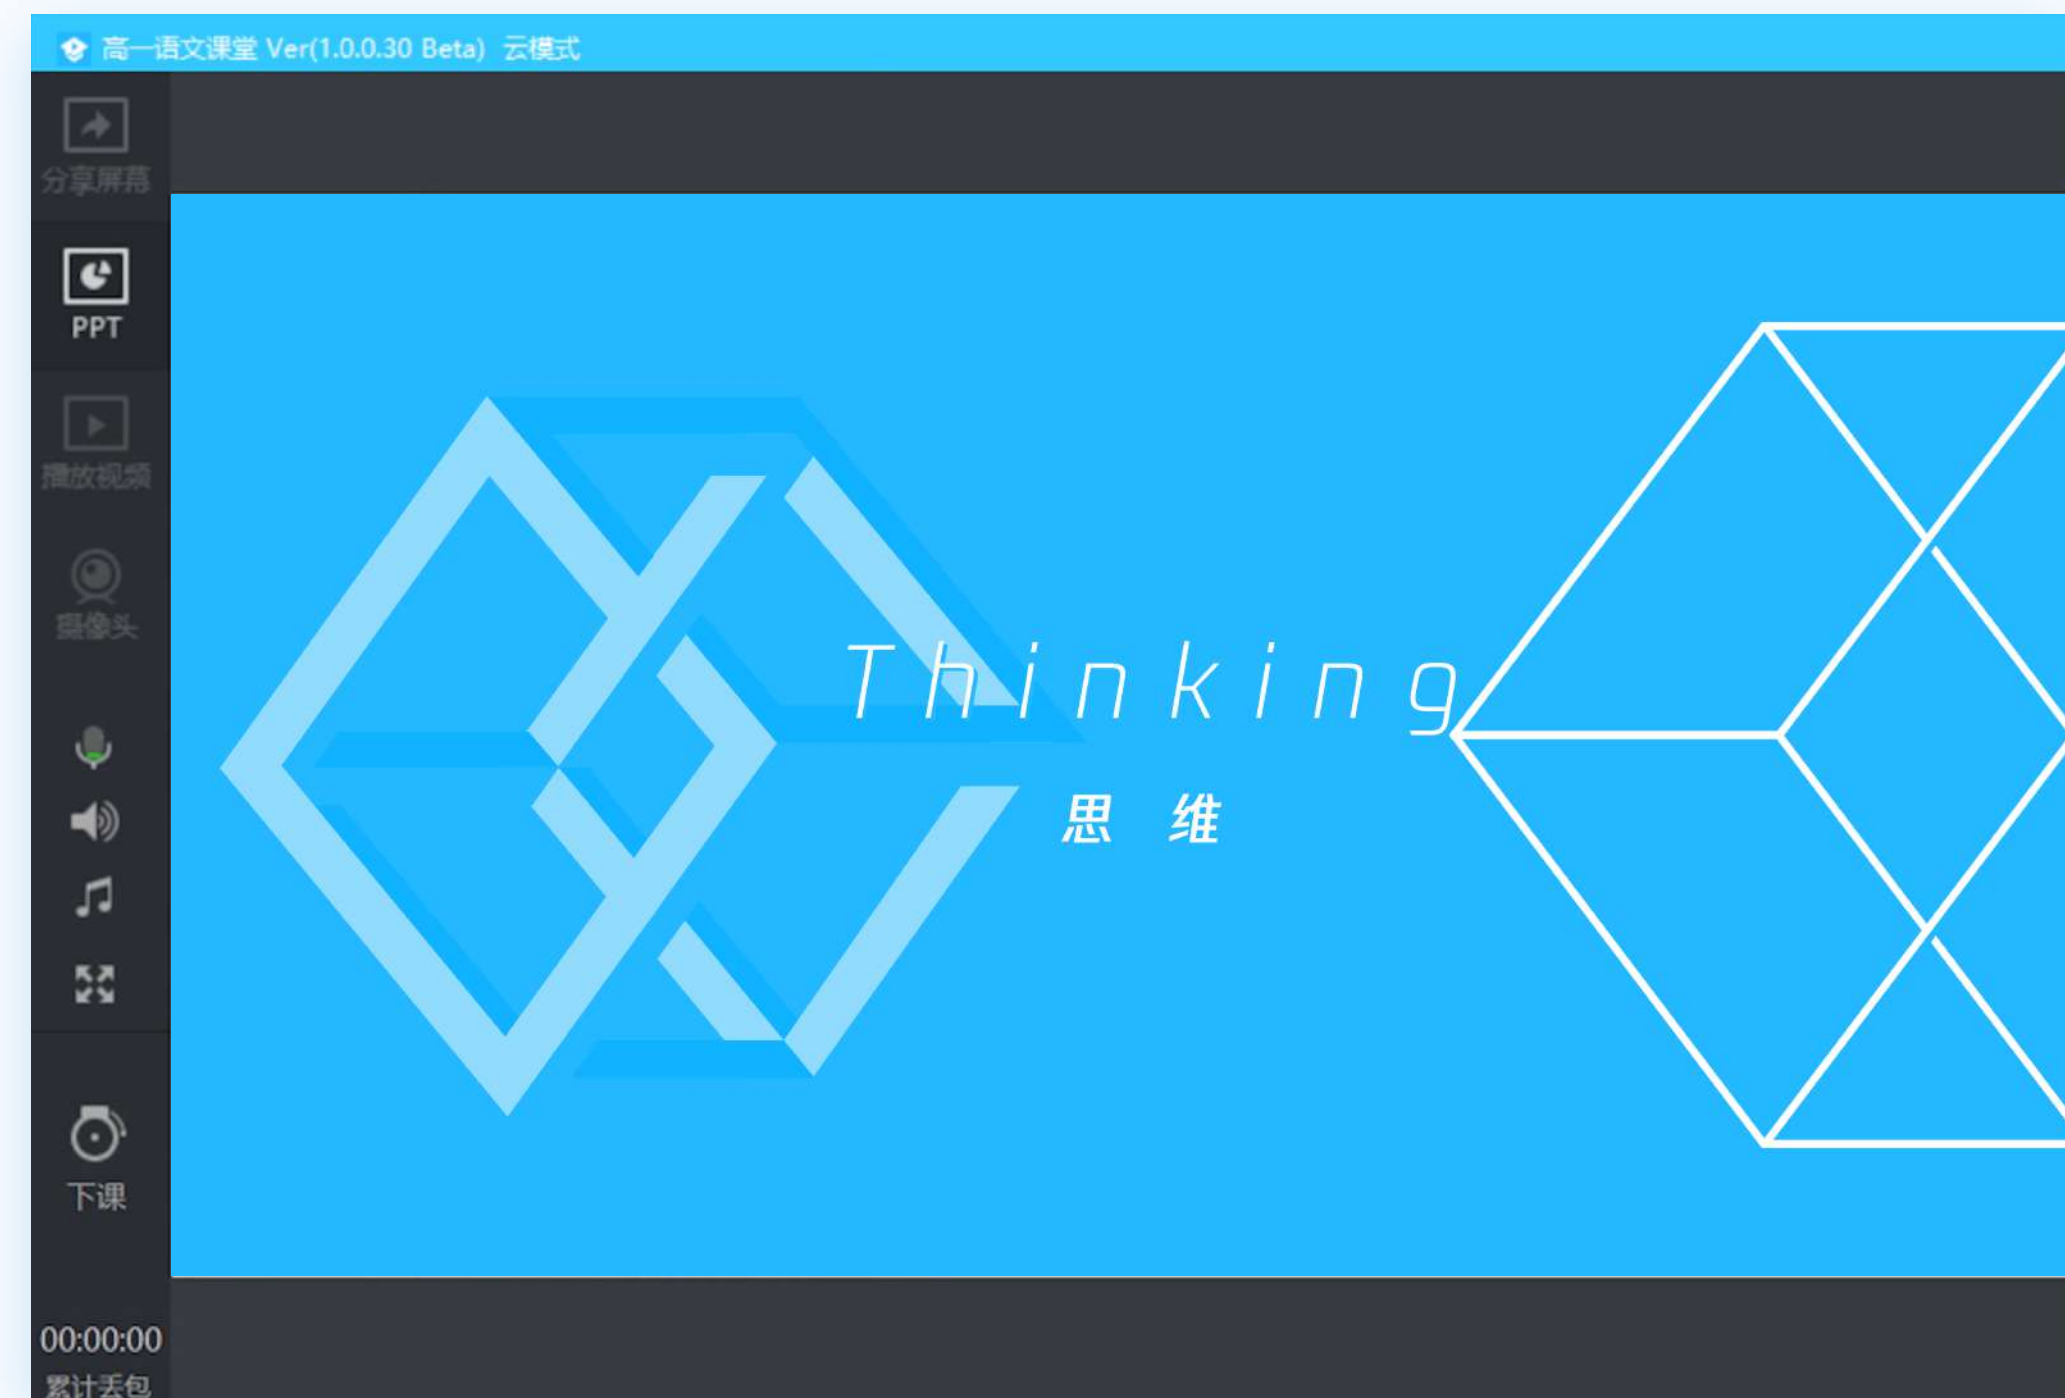 高一语文课堂 Ver(1.0.0.30 Beta) 云模式
分享屏幕
PPT
播放视频
摄像头
下课
00:00:00
累计丢包
Thinking
思维